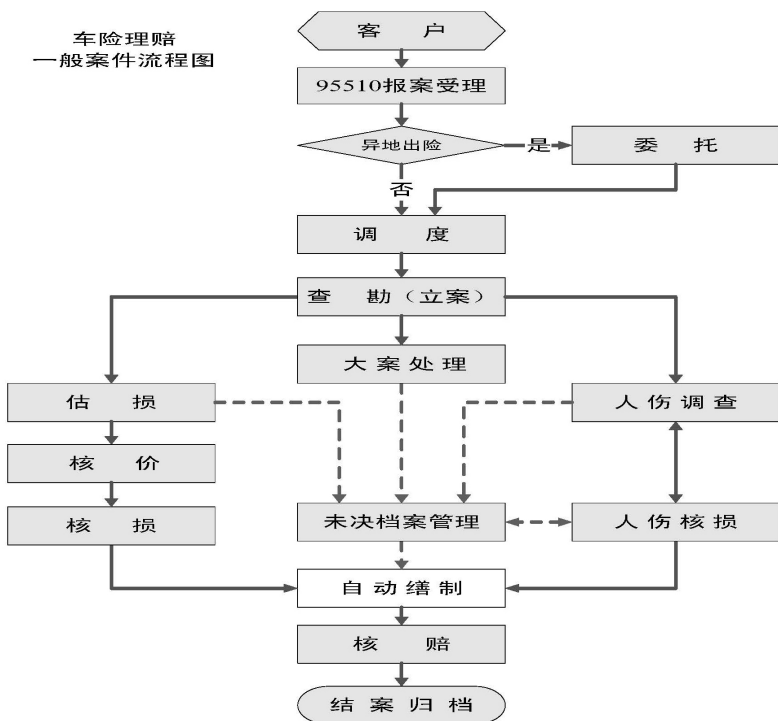 车险理赔
一般案件流程图
客 户
95510报案受理
异地出险
是
委 托
否
调 度
查 勘（立案）
大案处理
估 损
人伤调查
核 价
核 损
未决档案管理
人伤核损
自动缮制
核 赔
结案归档